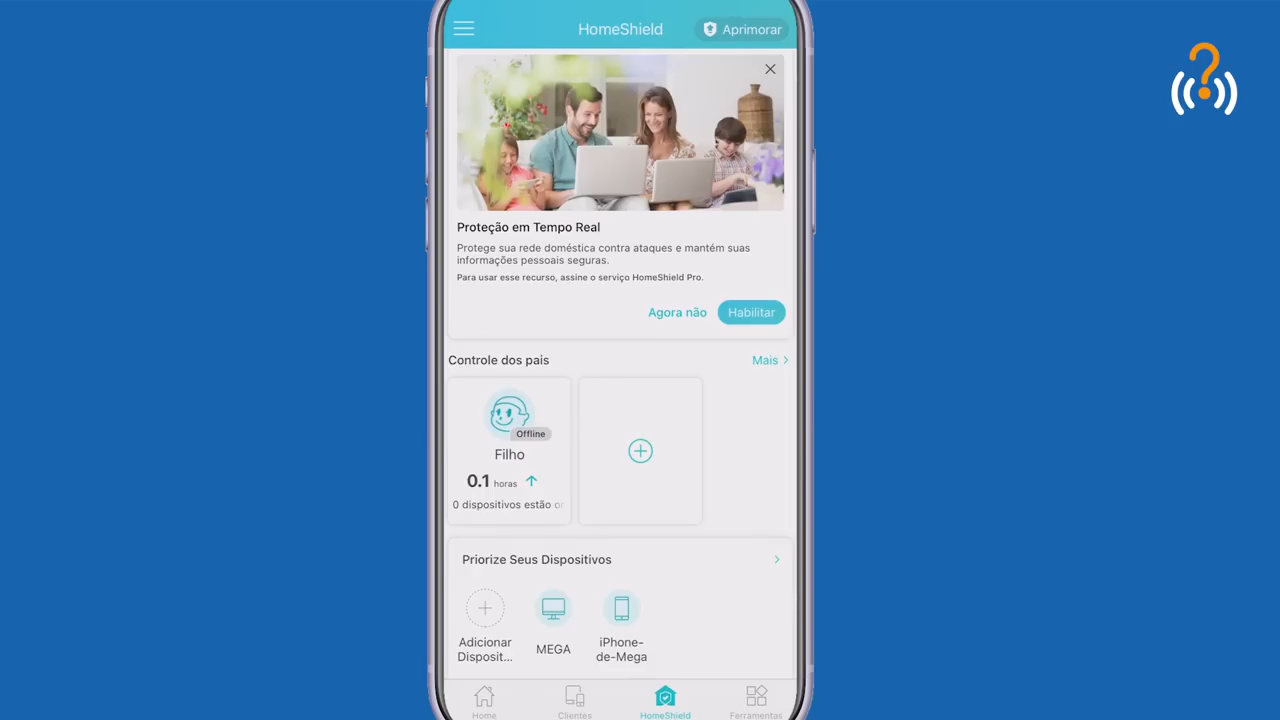 HomeShield
Aprimorar
Proteção em Tempo Real
Protege sua rede doméstica contra ataques e mantém suas
informações pessoais seguras.
Para usar esse recurso, assine o serviço HomeShield Pro.
Agora não
Habilitar
Controle dos pais
Mais
Offline
Filho
0.1 horas
0 dispositivos estão
Priorize Seus Dispositivos
Adicionar
Disposit...
MEGA
iPhone-
de-Mega
Home
Clientes
HomeShield
Ferramentas